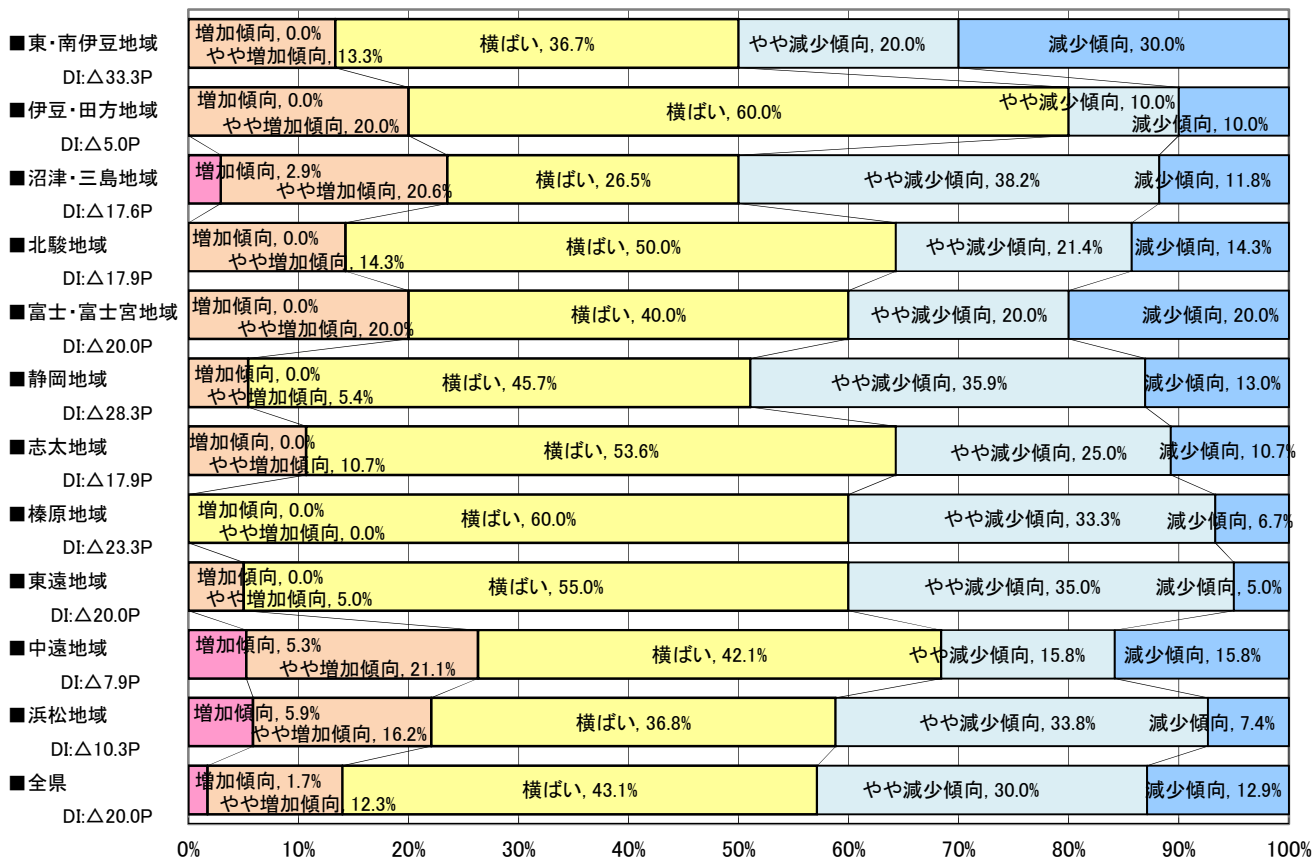 ■東・南伊豆地域
DI:△33.3P
増加傾向, 0.0%
やや増加傾向, 13.3%
横ばい, 36.7%
やや減少傾向, 20.0%
減少傾向, 30.0%
■伊豆・田方地域
DI:△5.0P
増加傾向, 0.0%
やや増加傾向, 20.0%
横ばい, 60.0%
やや減少傾向, 10.0%
減少傾向, 10.0%
■沼津・三島地域
DI:△17.6P
増加傾向, 2.9%
やや増加傾向, 20.6%
横ばい, 26.5%
やや減少傾向, 38.2%
減少傾向, 11.8%
■北駿地域
DI:△17.9P
増加傾向, 0.0%
やや増加傾向, 14.3%
横ばい, 50.0%
やや減少傾向, 21.4%
減少傾向, 14.3%
■富士・富士宮地域
DI:△20.0P
増加傾向, 0.0%
やや増加傾向, 20.0%
横ばい, 40.0%
やや減少傾向, 20.0%
減少傾向, 20.0%
■静岡地域
DI:△28.3P
増加傾向, 0.0%
やや増加傾向, 5.4%
横ばい, 45.7%
やや減少傾向, 35.9%
減少傾向, 13.0%
■志太地域
DI:△17.9P
増加傾向, 0.0%
やや増加傾向, 10.7%
横ばい, 53.6%
やや減少傾向, 25.0%
減少傾向, 10.7%
■榛原地域
DI:△23.3P
増加傾向, 0.0%
やや増加傾向, 0.0%
横ばい, 60.0%
やや減少傾向, 33.3%
減少傾向, 6.7%
■東遠地域
DI:△20.0P
増加傾向, 0.0%
やや増加傾向, 5.0%
横ばい, 55.0%
やや減少傾向, 35.0%
減少傾向, 5.0%
■中遠地域
DI:△7.9P
増加傾向, 5.3%
やや増加傾向, 21.1%
横ばい, 42.1%
やや減少傾向, 15.8%
減少傾向, 15.8%
■浜松地域
DI:△10.3P
増加傾向, 5.9%
やや増加傾向, 16.2%
横ばい, 36.8%
やや減少傾向, 33.8%
減少傾向, 7.4%
■全県
DI:△20.0P
増加傾向, 1.7%
やや増加傾向, 12.3%
横ばい, 43.1%
やや減少傾向, 30.0%
減少傾向, 12.9%
0% 10% 20% 30% 40% 50% 60% 70% 80% 90% 100%